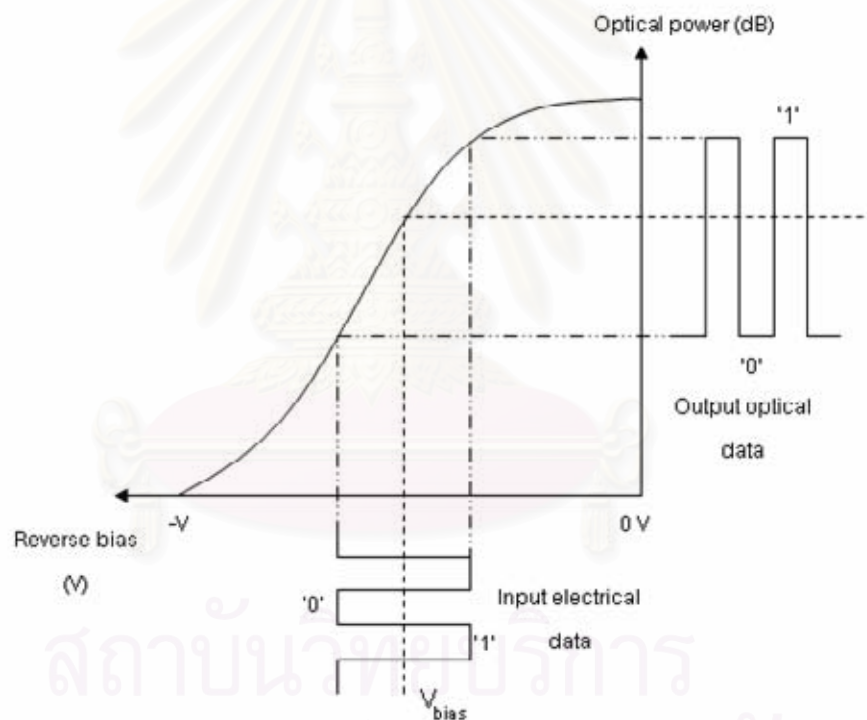 Optical power (dB)
'1'
'0'
Output optical
data
-V
0 V
Reverse bias
(V)
'0'
Input electrical
'1'
data
สถาบันวิทยบริการ
V bias